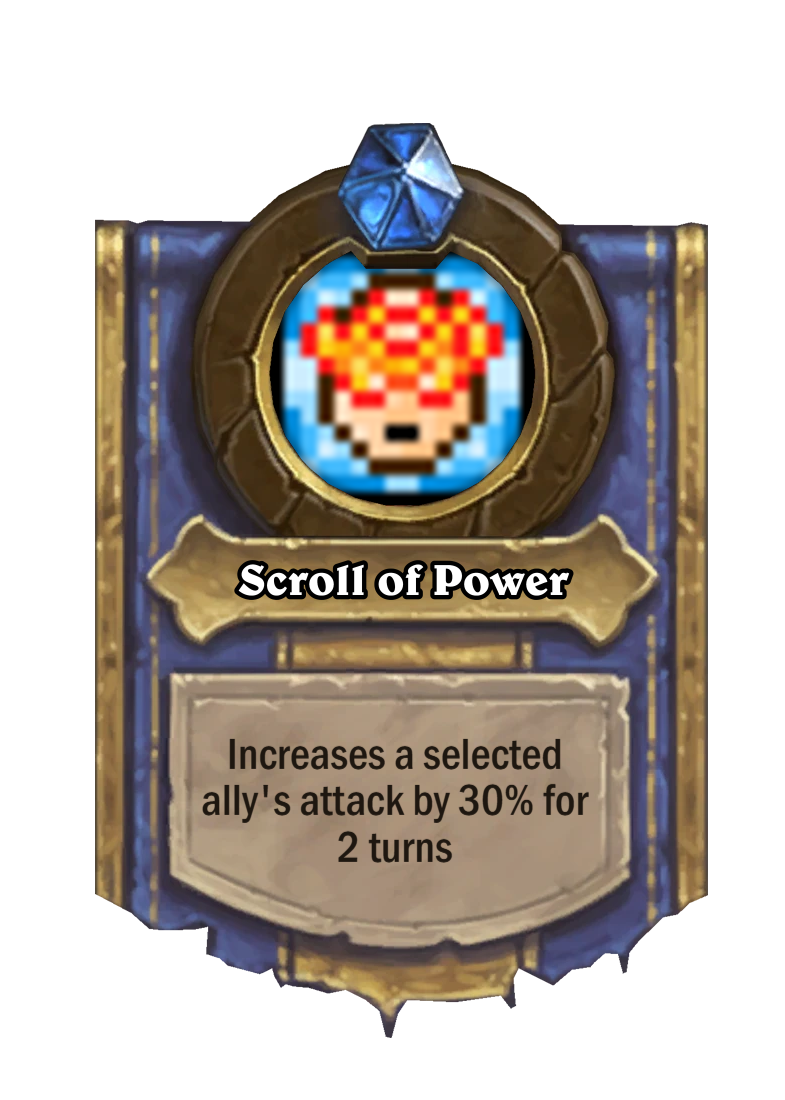 Scroll of Power
Increases a selected
ally's attack by 30% for
2 turns